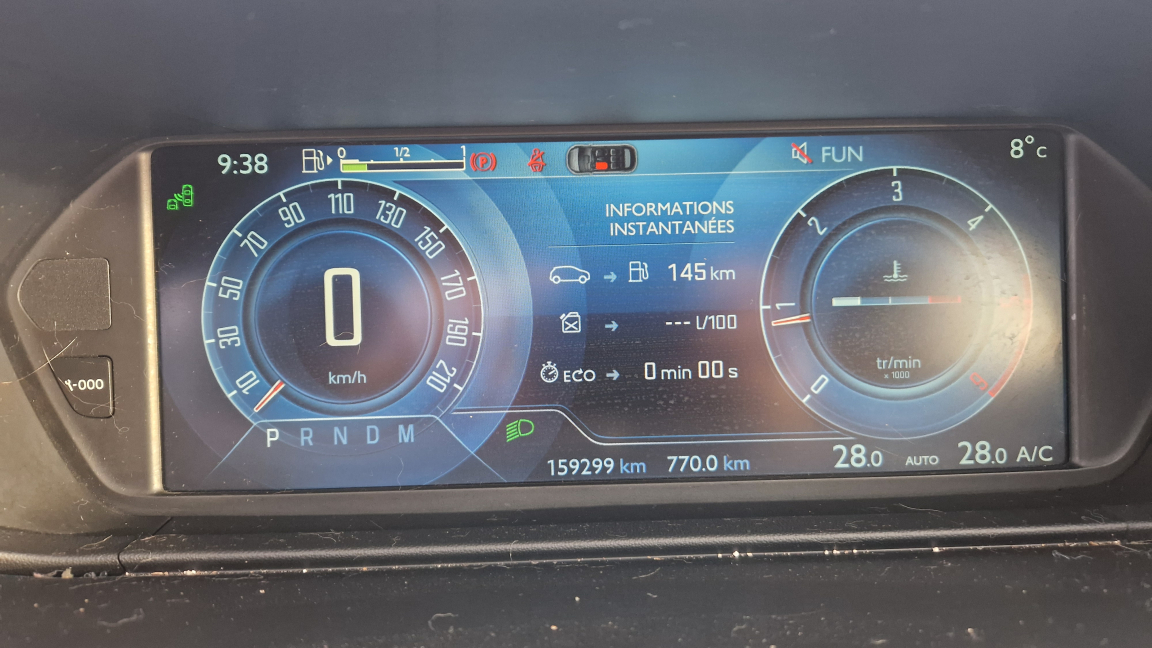 9:38
0 1/2 1
P
FUN
8°C
10 30 50 70 90 110 130 150 170 190 210
0
km/h
INFORMATIONS
INSTANTANÉES
145 km
--- l/100
ECO 0 min 00 s
0 1 2 3 4 5
tr/min
x 1000
P R N D M
159299 km 770.0 km
28.0 AUTO 28.0 A/C
-000